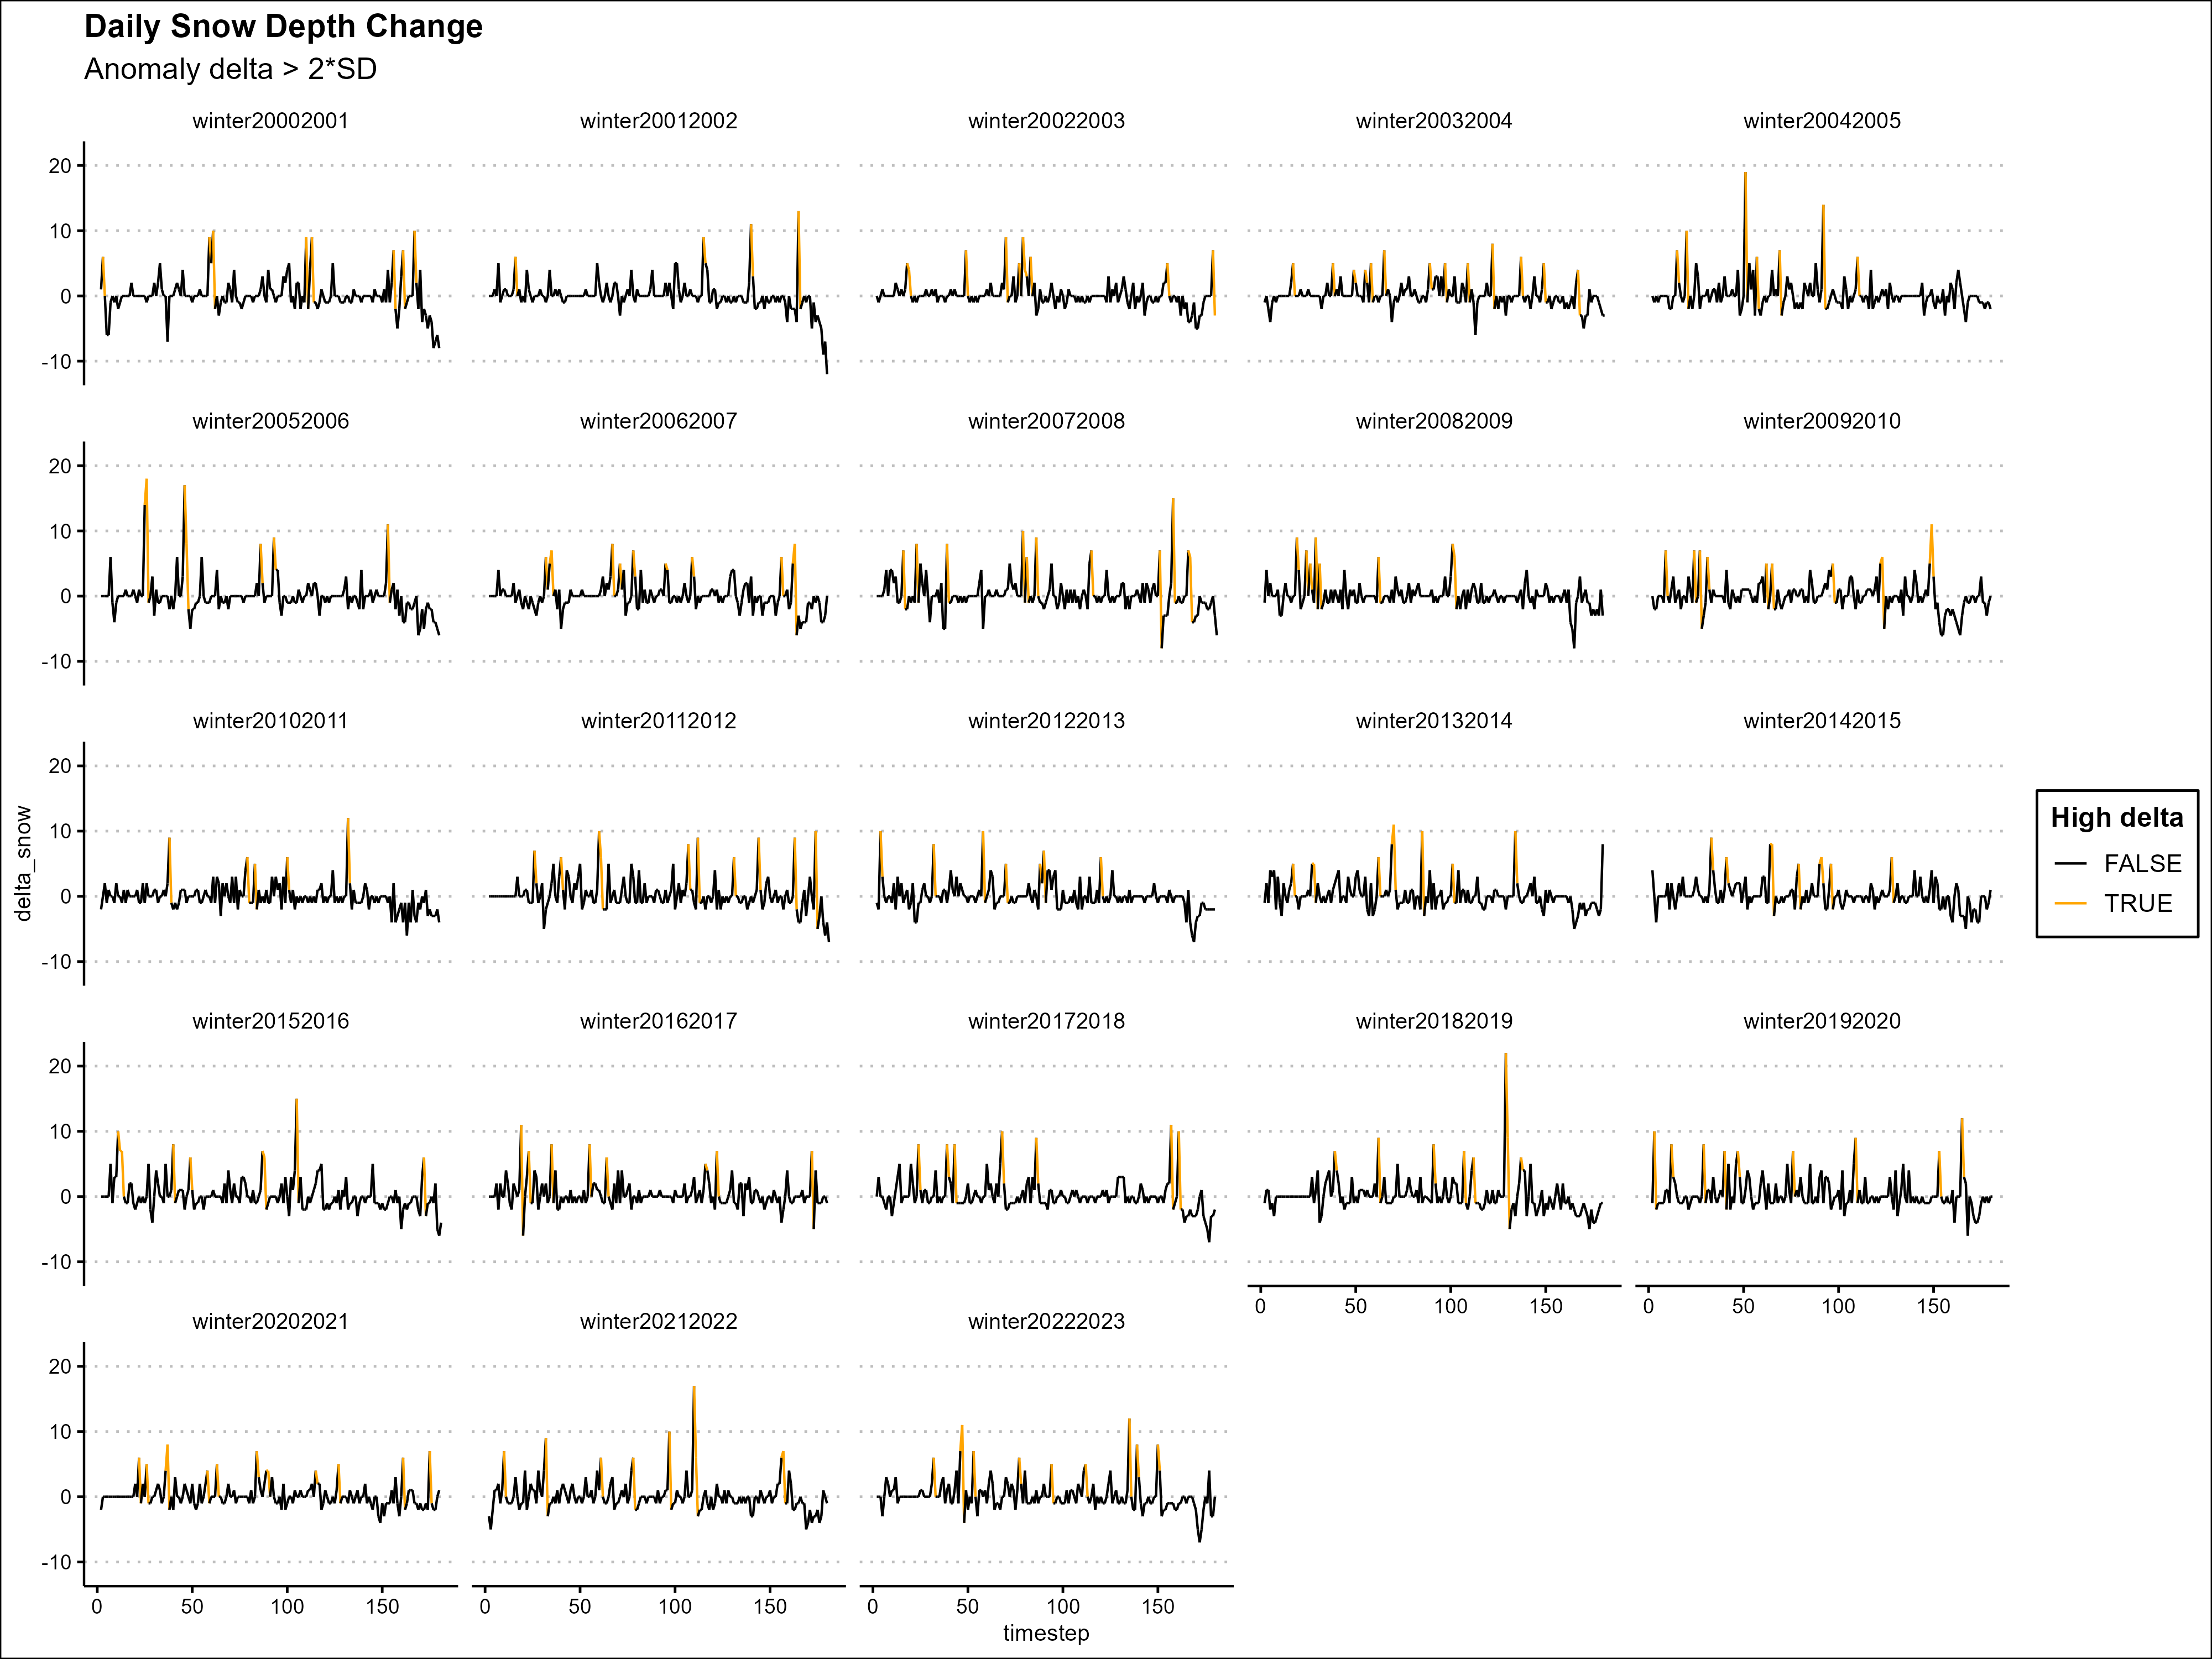 Daily Snow Depth Change
Anomaly delta > 2*SD
winter20002001 winter20012002 winter20022003 winter20032004 winter20042005
20
10
0
-10
winter20052006 winter20062007 winter20072008 winter20082009 winter20092010
20
10
0
-10
winter20102011 winter20112012 winter20122013 winter20132014 winter20142015
20
10
0
-10
delta_snow
High delta
FALSE
TRUE
winter20152016 winter20162017 winter20172018 winter20182019 winter20192020
20
10
0
-10
0 50 100 150 0 50 100 150
winter20202021 winter20212022 winter20222023
20
10
0
-10
0 50 100 150 0 50 100 150 0 50 100 150
timestep